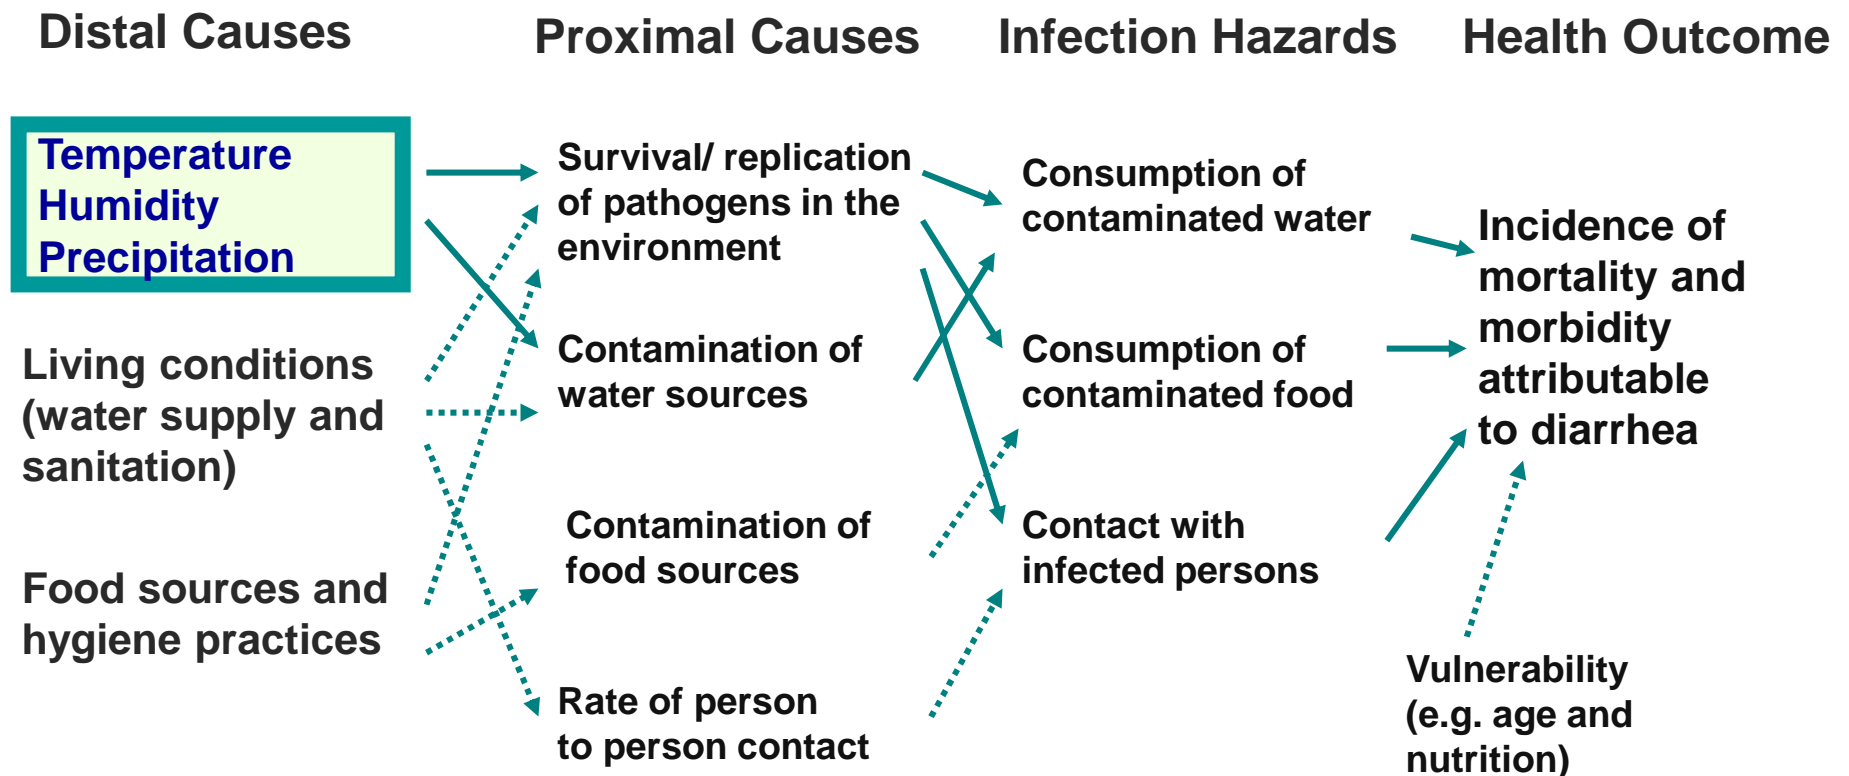 Distal Causes
Proximal Causes
Infection Hazards
Health Outcome
Temperature
Humidity
Precipitation
Living conditions
(water supply and
sanitation)
Food sources and
hygiene practices
Survival/ replication
of pathogens in the
environment
Contamination of
water sources
Contamination of
food sources
Rate of person
to person contact
Consumption of
contaminated water
Consumption of
contaminated food
Contact with
infected persons
Incidence of
mortality and
morbidity
attributable
to diarrhea
Vulnerability
(e.g. age and
nutrition)